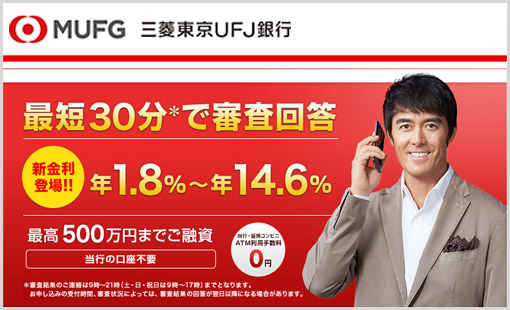 MUFG 三菱東京UFJ銀行
最短30分*で審査回答
新金利
登場!!
年1.8%～年14.6%
最高500万円までご融資
当行の口座不要
当行・提携コンビニ
ATM利用手数料
0円
*審査結果のご連絡は9時～21時(土・日・祝日は9時～17時)までとなります。
お申し込みの受付時間、審査状況によっては、審査結果の回答が翌日以降になる場合があります。